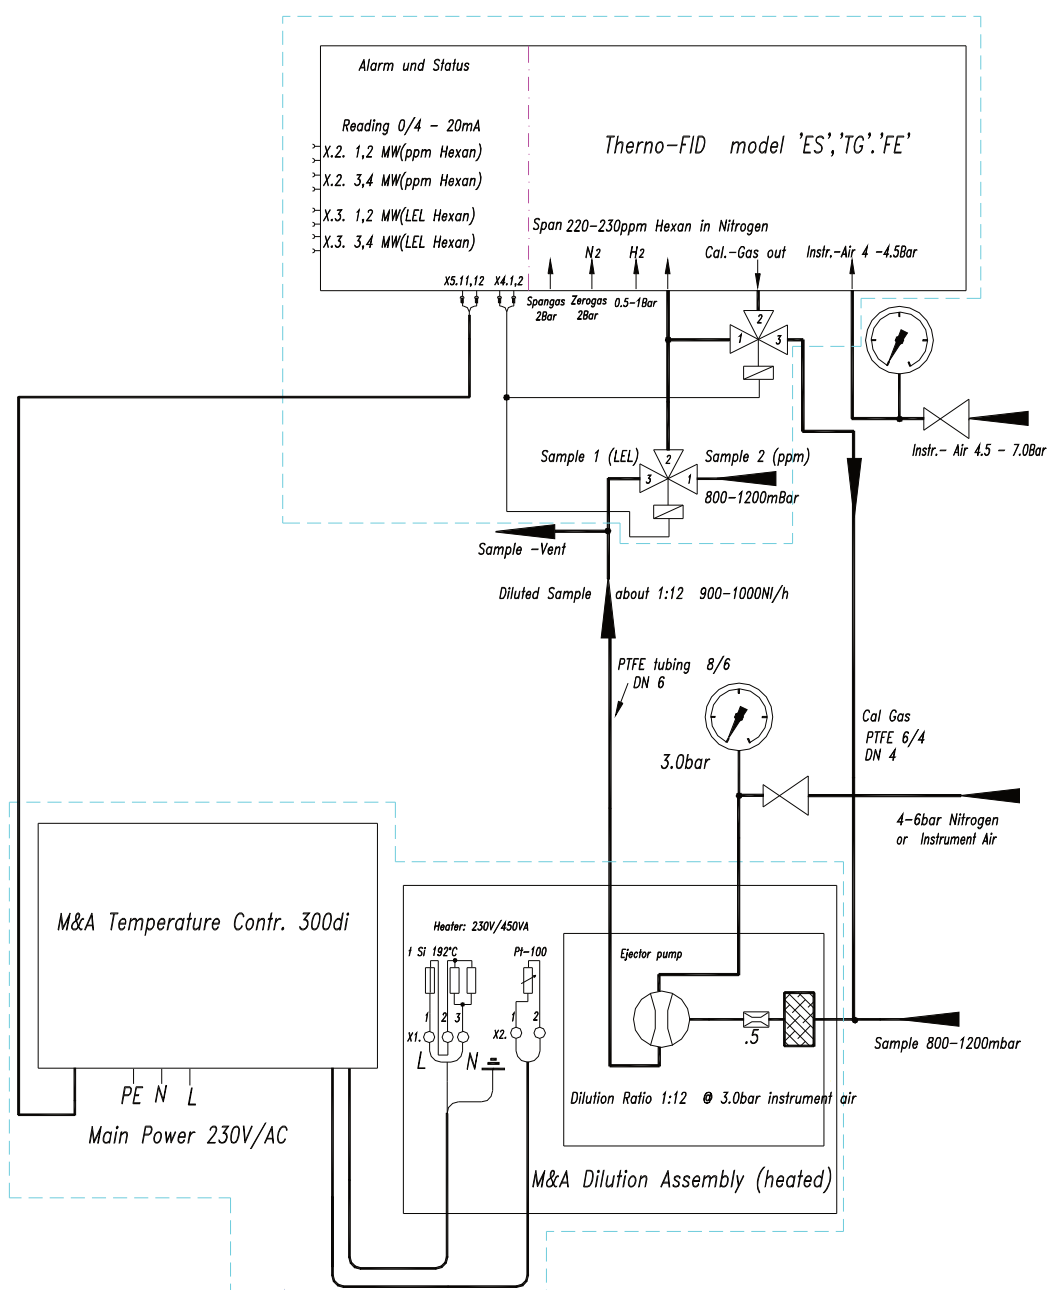 Alarm und Status
Reading 0/4 - 20mA
X.2. 1,2 MW(ppm Hexan)
X.2. 3,4 MW(ppm Hexan)
X.3. 1,2 MW(LEL Hexan)
X.3. 3,4 MW(LEL Hexan)
X5.11,12 X4.1,2
Therno-FID model 'ES','TG'.'FE'
Span 220-230ppm Hexan in Nitrogen
N2 H2 Cal.-Gas out Instr.-Air 4 -4.5Bar
Spangas
2Bar
Zerogas
2Bar
0.5-1Bar
2
1 3
Instr.- Air 4.5 - 7.0Bar
Sample 1 (LEL) 2 Sample 2 (ppm)
3 1
800-1200mBar
Sample -Vent
Diluted Sample about 1:12 900-1000Nl/h
PTFE tubing 8/6
DN 6
3.0bar
Cal Gas
PTFE 6/4
DN 4
4-6bar Nitrogen
or Instrument Air
M&A Temperature Contr. 300di
PE N L
Main Power 230V/AC
Heater: 230V/450VA
1 Si 192°C Pt-100
1 2 3 1 2
X1. X2.
L N
Ejector pump
.5
Sample 800-1200mbar
Dilution Ratio 1:12 @ 3.0bar instrument air
M&A Dilution Assembly (heated)